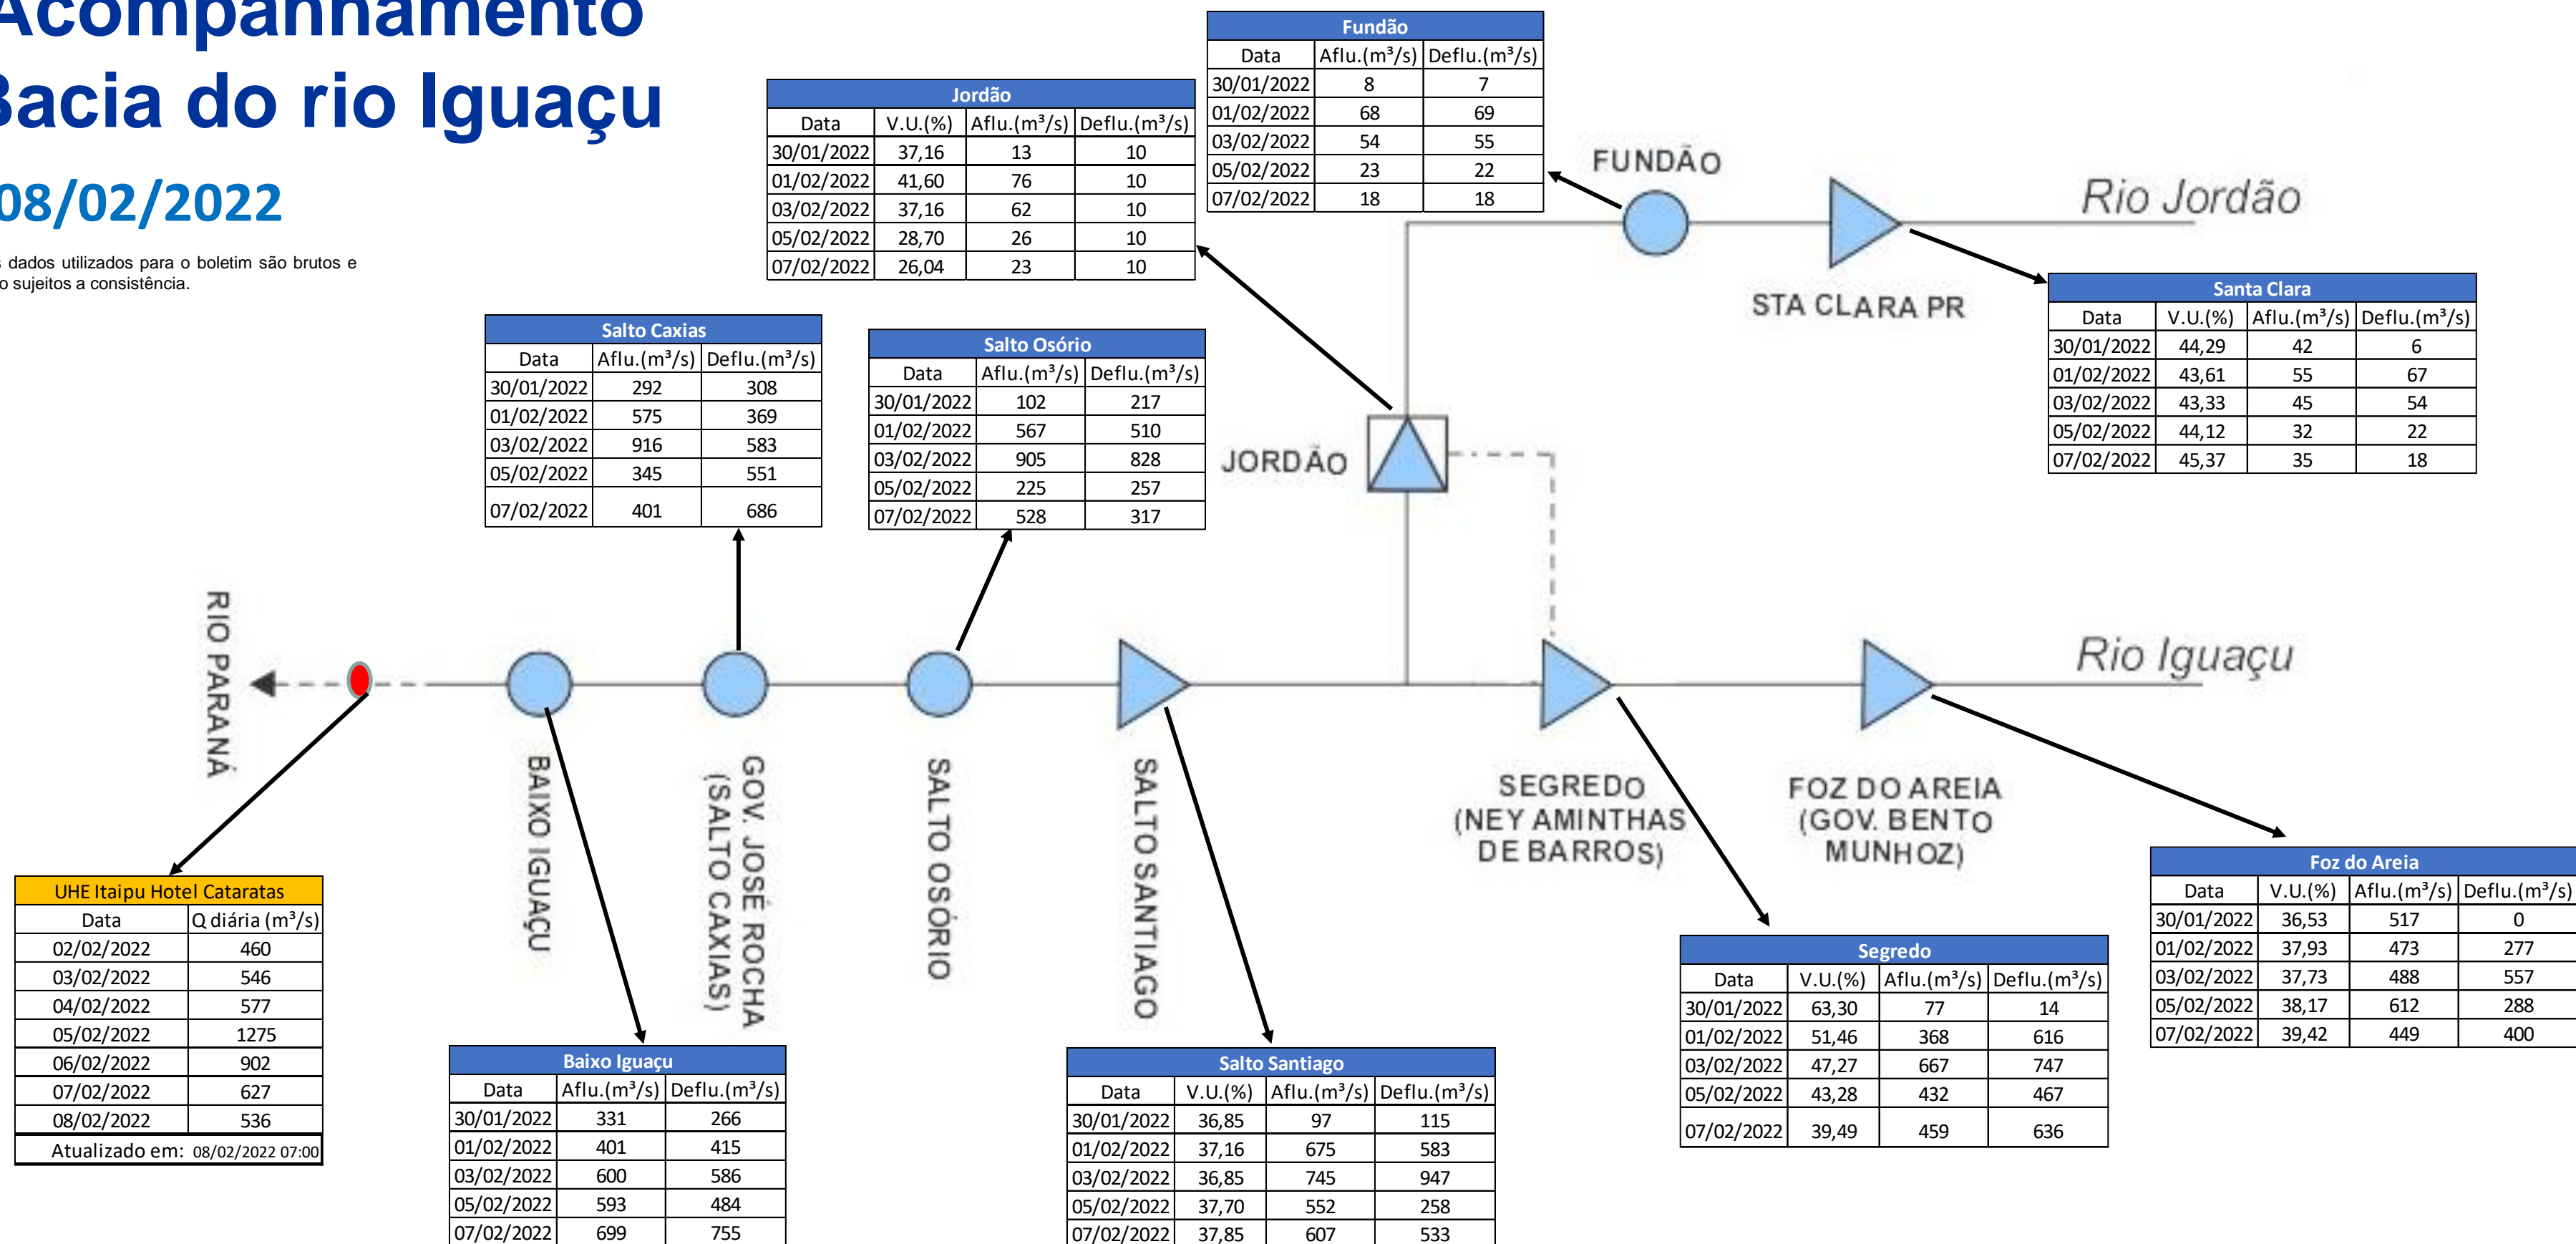 Acompanhamento
Bacia do rio Iguaçu
08/02/2022
s dados utilizados para o boletim são brutos e
o sujeitos a consistência.
Fundão
Data Aflu.(m³/s) Deflu.(m³/s)
30/01/2022 8 7
01/02/2022 68 69
03/02/2022 54 55
05/02/2022 23 22
07/02/2022 18 18
Jordão
Data V.U.(%) Aflu.(m³/s) Deflu.(m³/s)
30/01/2022 37,16 13 10
01/02/2022 41,60 76 10
03/02/2022 37,16 62 10
05/02/2022 28,70 26 10
07/02/2022 26,04 23 10
FUNDÃO
Rio Jordão
STA CLARA PR
Santa Clara
Data V.U.(%) Aflu.(m³/s) Deflu.(m³/s)
30/01/2022 44,29 42 6
01/02/2022 43,61 55 67
03/02/2022 43,33 45 54
05/02/2022 44,12 32 22
07/02/2022 45,37 35 18
Salto Caxias
Data Aflu.(m³/s) Deflu.(m³/s)
30/01/2022 292 308
01/02/2022 575 369
03/02/2022 916 583
05/02/2022 345 551
07/02/2022 401 686
Salto Osório
Data Aflu.(m³/s) Deflu.(m³/s)
30/01/2022 102 217
01/02/2022 567 510
03/02/2022 905 828
05/02/2022 225 257
07/02/2022 528 317
JORDÃO
RIO PARANÁ
Rio Iguaçu
BAIXO IGUAÇU
GOV. JOSÉ ROCHA
(SALTO CAXIAS)
SALTO OSÓRIO
SALTO SANTIAGO
SEGREDO
(NEY AMINTHAS
DE BARROS)
FOZ DO AREIA
(GOV. BENTO
MUNHOZ)
Foz do Areia
Data V.U.(%) Aflu.(m³/s) Deflu.(m³/s)
30/01/2022 36,53 517 0
01/02/2022 37,93 473 277
03/02/2022 37,73 488 557
05/02/2022 38,17 612 288
07/02/2022 39,42 449 400
UHE Itaipu Hotel Cataratas
Data Q diária (m³/s)
02/02/2022 460
03/02/2022 546
04/02/2022 577
05/02/2022 1275
06/02/2022 902
07/02/2022 627
08/02/2022 536
Atualizado em: 08/02/2022 07:00
Segredo
Data V.U.(%) Aflu.(m³/s) Deflu.(m³/s)
30/01/2022 63,30 77 14
01/02/2022 51,46 368 616
03/02/2022 47,27 667 747
05/02/2022 43,28 432 467
07/02/2022 39,49 459 636
Baixo Iguaçu
Data Aflu.(m³/s) Deflu.(m³/s)
30/01/2022 331 266
01/02/2022 401 415
03/02/2022 600 586
05/02/2022 593 484
07/02/2022 699 755
Salto Santiago
Data V.U.(%) Aflu.(m³/s) Deflu.(m³/s)
30/01/2022 36,85 97 115
01/02/2022 37,16 675 583
03/02/2022 36,85 745 947
05/02/2022 37,70 552 258
07/02/2022 37,85 607 533